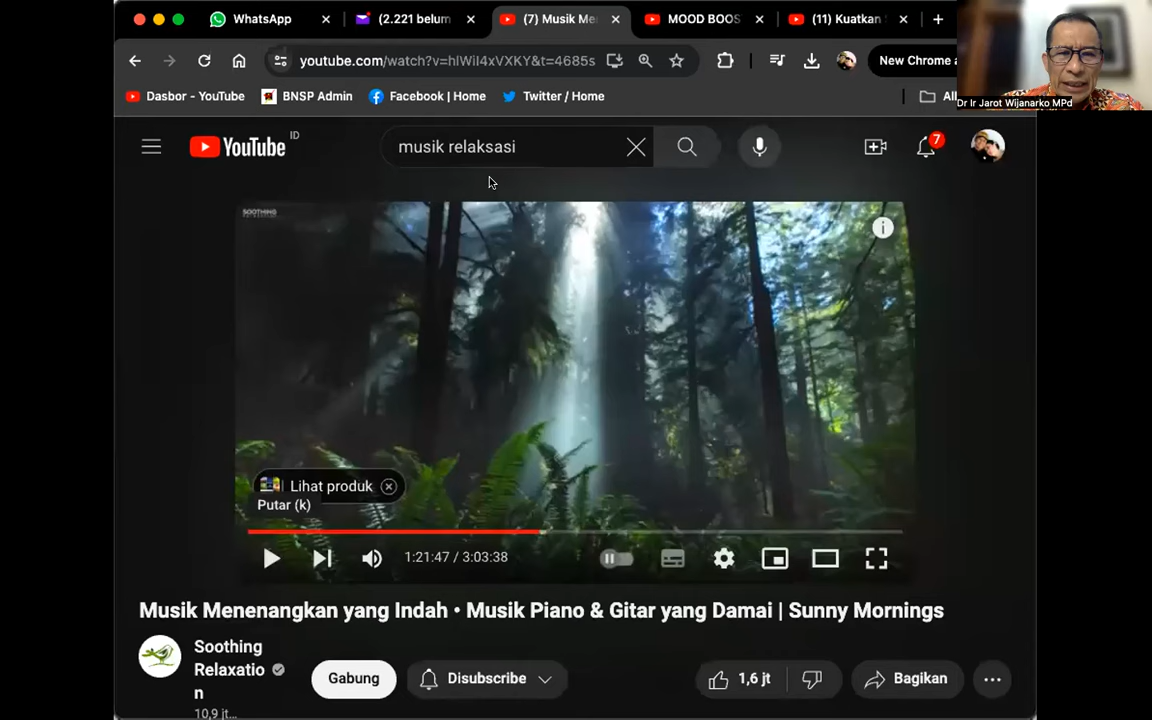 WhatsApp
(2.221 belum
(7) Musik Me
MOOD BOOS
(11) Kuatkan
youtube.com/watch?v=hlWiI4xVXKY&t=4685s
New Chrome a
Dr Ir Jarot Wijanarko MPd
Dasbor - YouTube
BNSP Admin
Facebook | Home
Twitter / Home
All
YouTube ID
musik relaksasi
7
SOOTHING
RELAXATION
Lihat produk
Putar (k)
1:21:47 / 3:03:38
Musik Menenangkan yang Indah • Musik Piano & Gitar yang Damai | Sunny Mornings
Soothing
Relaxatio
n
10,9 jt...
Gabung
Disubscribe
1,6 jt
Bagikan